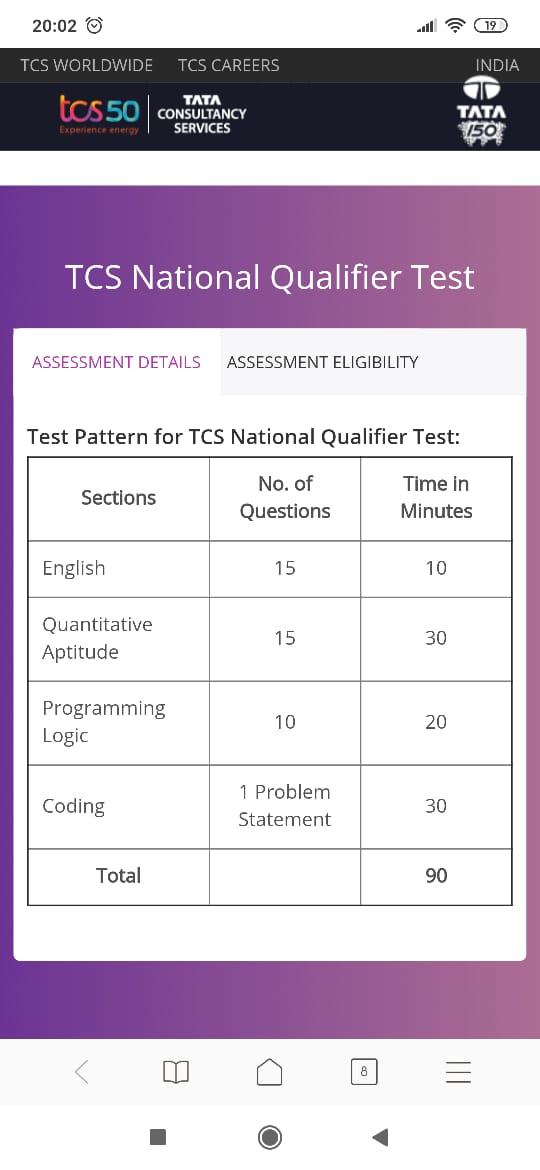 20:02
19
TCS WORLDWIDE TCS CAREERS INDIA
tcs50
Experience energy
TATA
CONSULTANCY
SERVICES
TATA
150
TCS National Qualifier Test
ASSESSMENT DETAILS ASSESSMENT ELIGIBILITY
Test Pattern for TCS National Qualifier Test:
Sections No. of Questions Time in Minutes
English 15 10
Quantitative Aptitude 15 30
Programming Logic 10 20
Coding 1 Problem Statement 30
Total 90
8